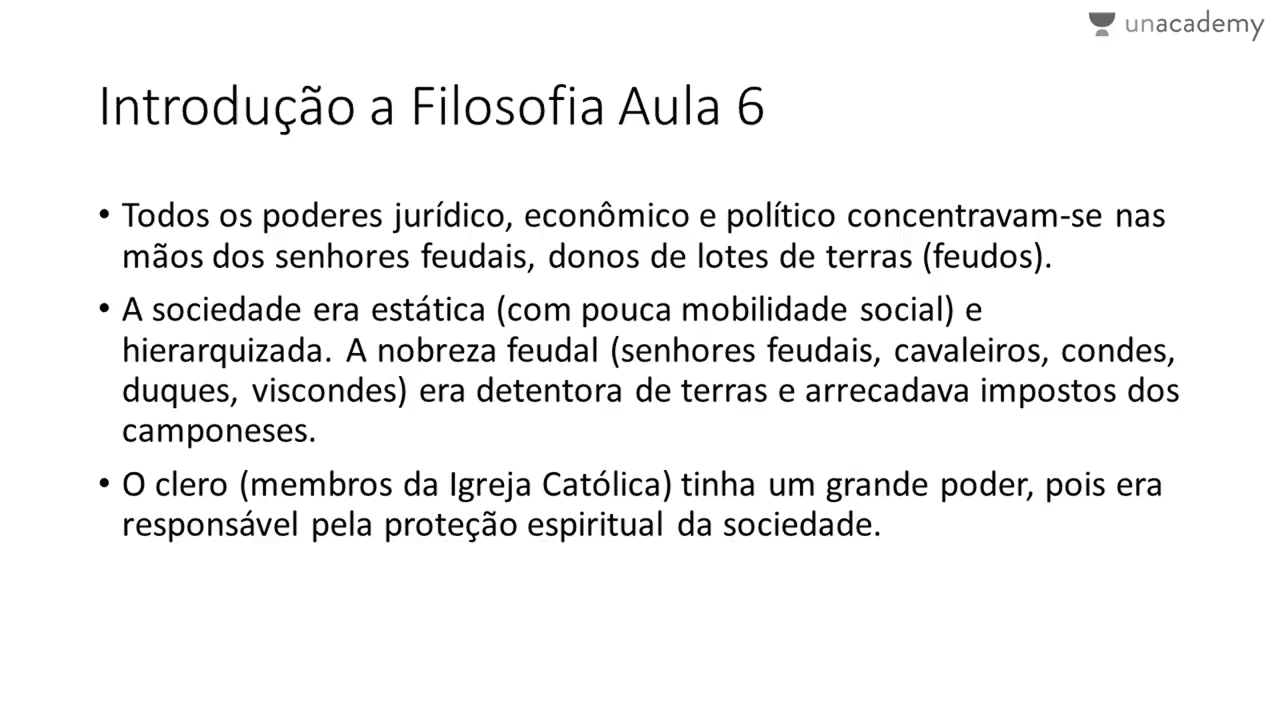 unacademy
Introdução a Filosofia Aula 6
• Todos os poderes jurídico, econômico e político concentravam-se nas
mãos dos senhores feudais, donos de lotes de terras (feudos).
• A sociedade era estática (com pouca mobilidade social) e
hierarquizada. A nobreza feudal (senhores feudais, cavaleiros, condes,
duques, viscondes) era detentora de terras e arrecadava impostos dos
camponeses.
• O clero (membros da Igreja Católica) tinha um grande poder, pois era
responsável pela proteção espiritual da sociedade.